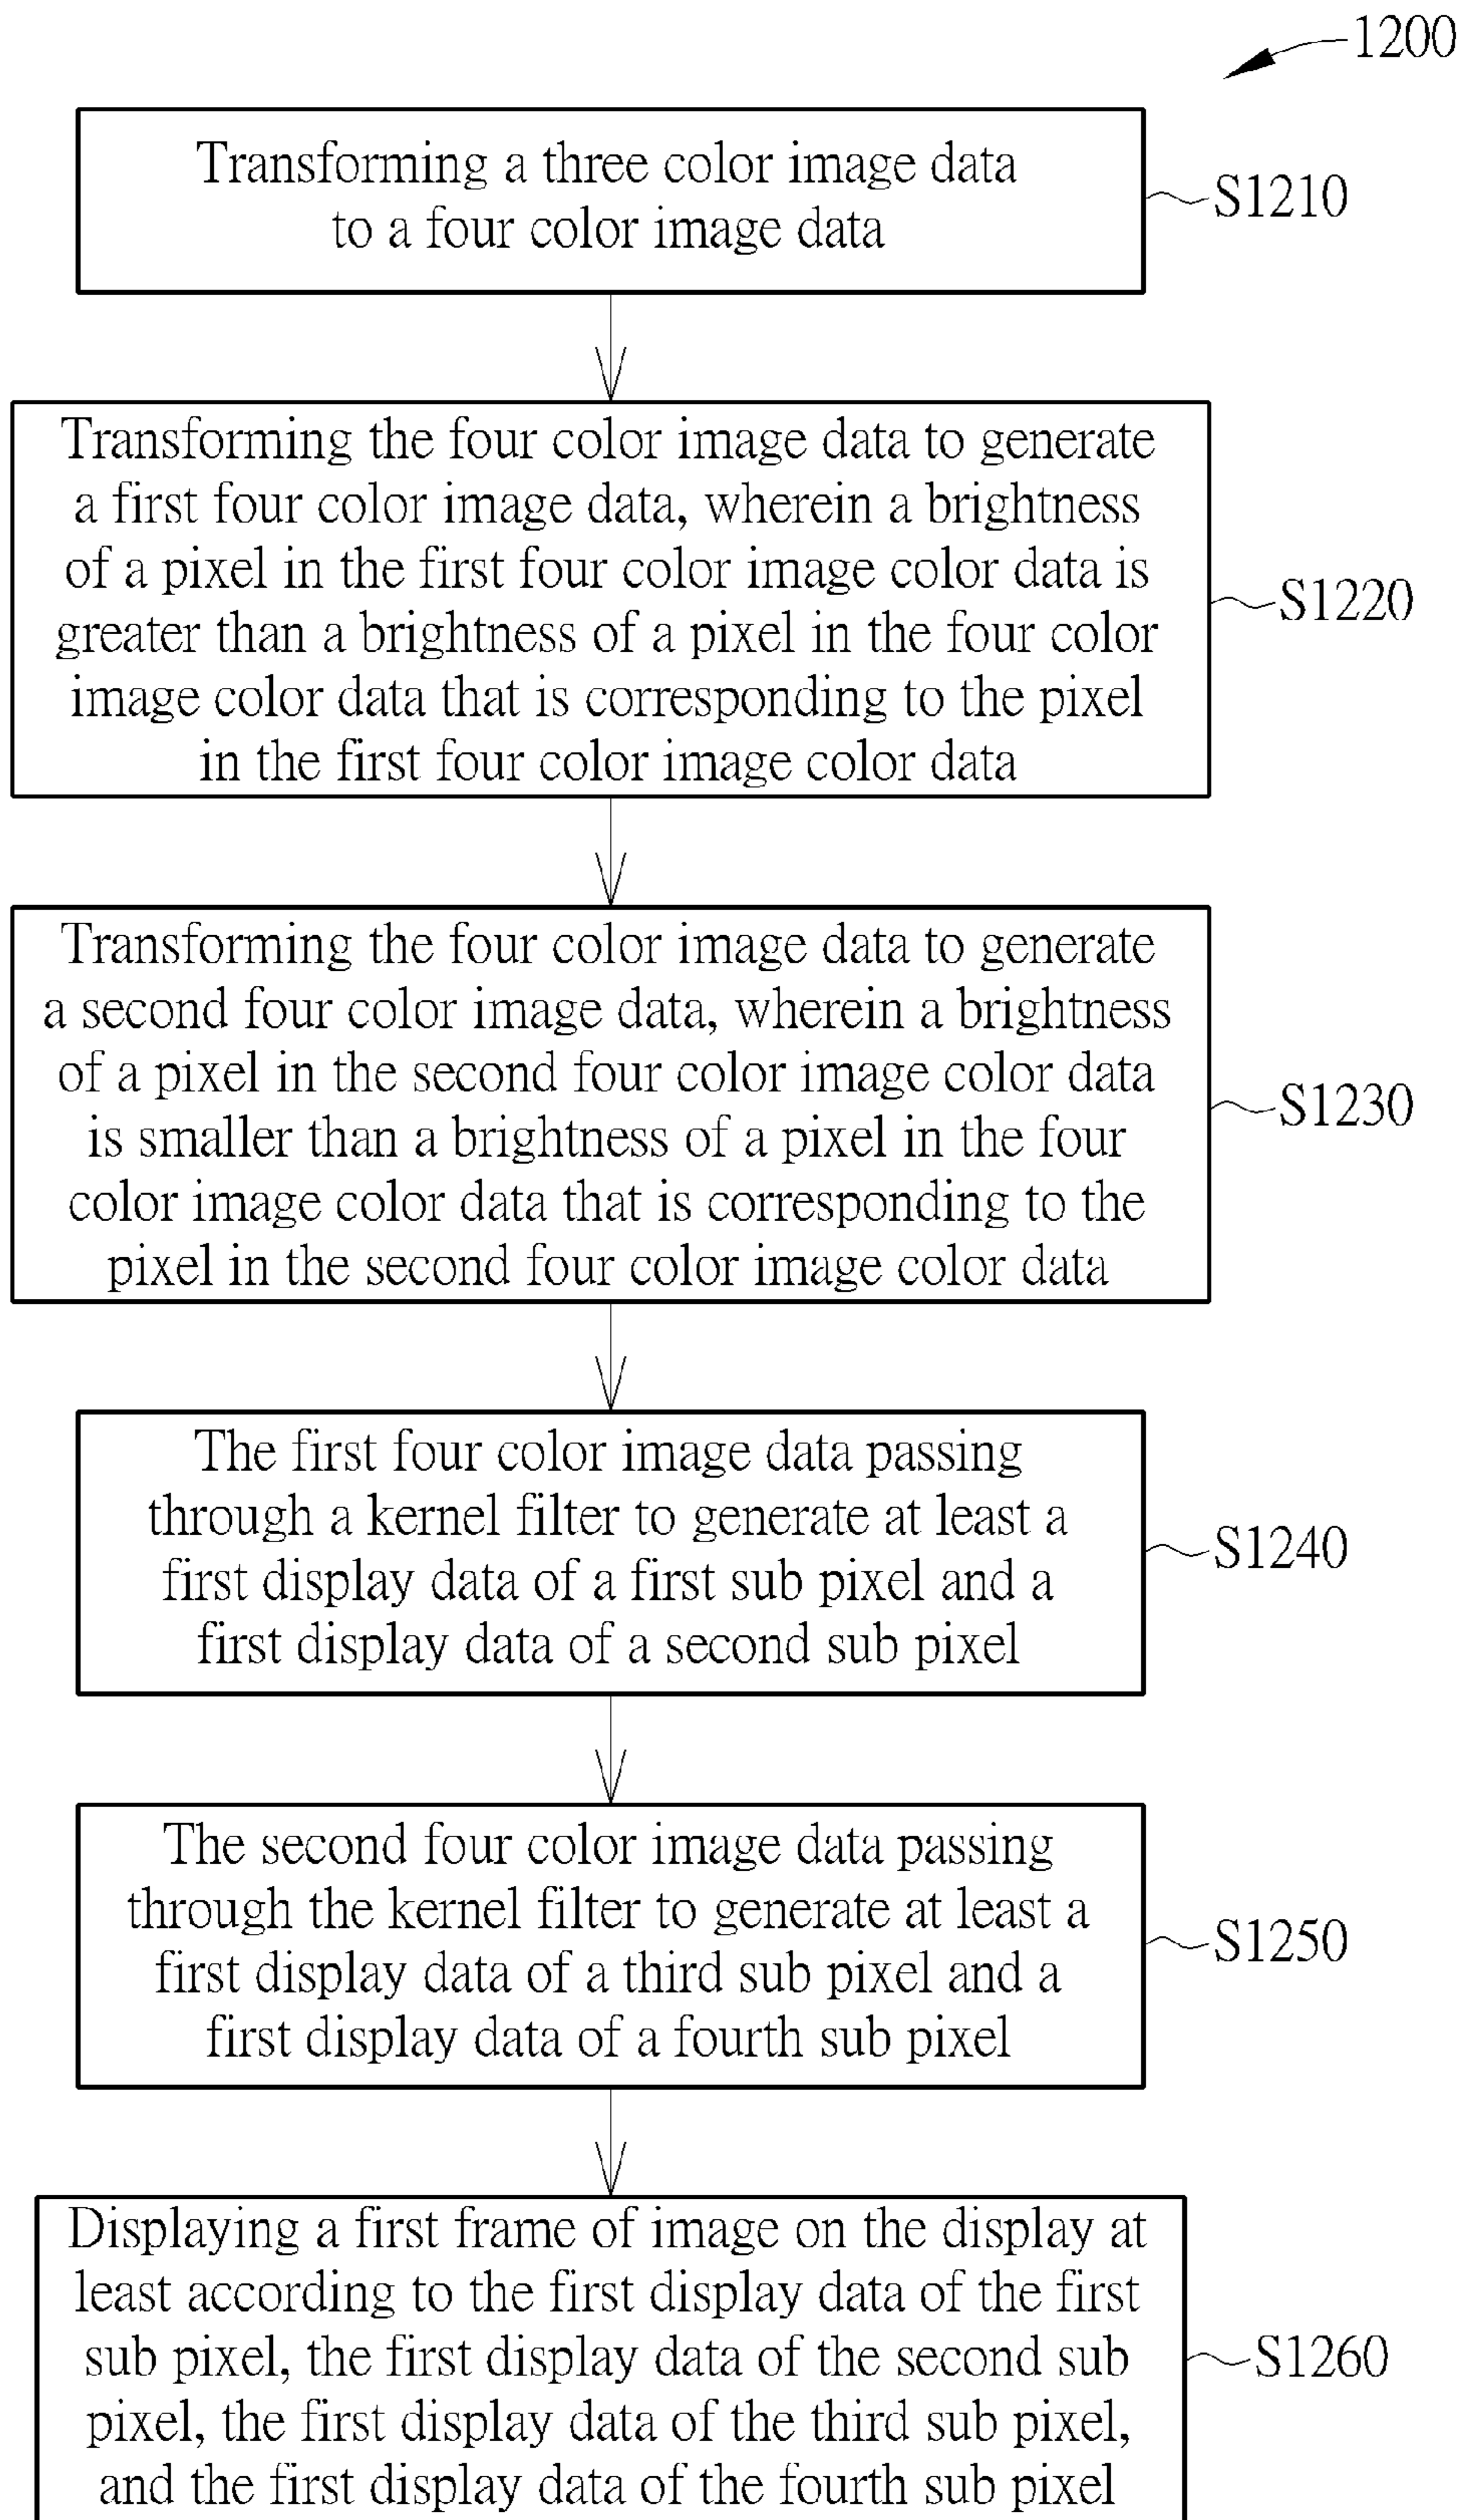 1200
Transforming a three color image data
to a four color image data
S1210
Transforming the four color image data to generate
a first four color image data, wherein a brightness
of a pixel in the first four color image color data is
greater than a brightness of a pixel in the four color
image color data that is corresponding to the pixel
in the first four color image color data
S1220
Transforming the four color image data to generate
a second four color image data, wherein a brightness
of a pixel in the second four color image color data
is smaller than a brightness of a pixel in the four
color image color data that is corresponding to the
pixel in the second four color image color data
S1230
The first four color image data passing
through a kernel filter to generate at least a
first display data of a first sub pixel and a
first display data of a second sub pixel
S1240
The second four color image data passing
through the kernel filter to generate at least a
first display data of a third sub pixel and a
first display data of a fourth sub pixel
S1250
Displaying a first frame of image on the display at
least according to the first display data of the first
sub pixel, the first display data of the second sub
pixel, the first display data of the third sub pixel,
and the first display data of the fourth sub pixel
S1260